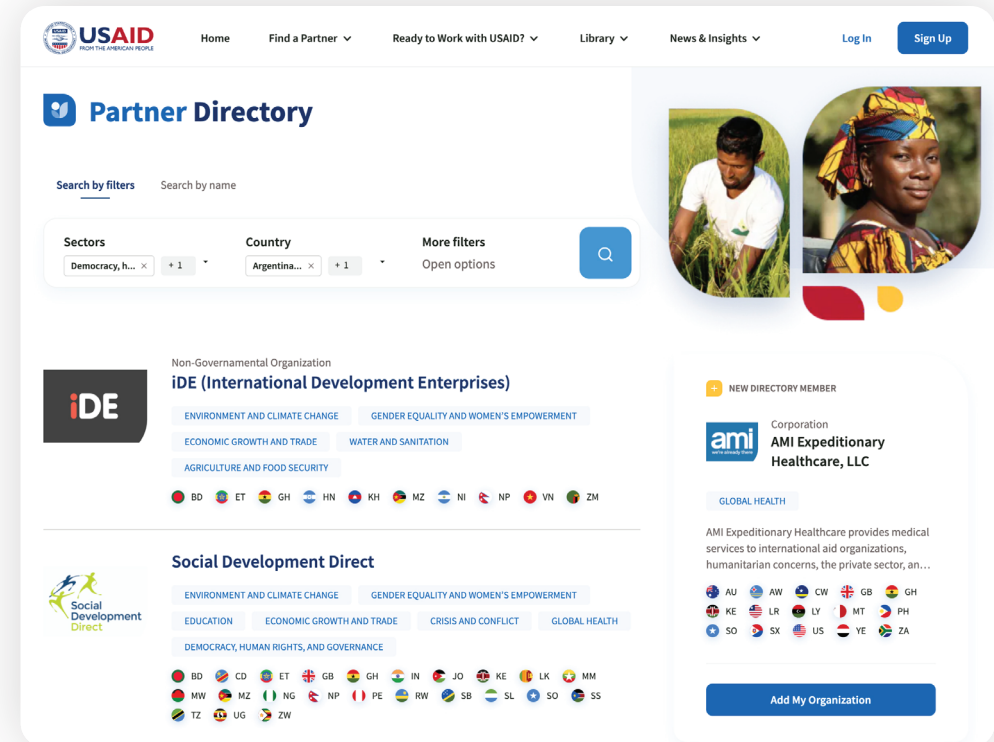 USAID
FROM THE AMERICAN PEOPLE
Home
Find a Partner
Ready to Work with USAID?
Library
News & Insights
Log In
Sign Up
Partner Directory
Search by filters
Search by name
Sectors
Country
More filters
Democracy, h... ×
+ 1
Argentina... ×
+ 1
Open options
Non-Governamental Organization
iDE
iDE (International Development Enterprises)
ENVIRONMENT AND CLIMATE CHANGE
GENDER EQUALITY AND WOMEN'S EMPOWERMENT
ECONOMIC GROWTH AND TRADE
WATER AND SANITATION
AGRICULTURE AND FOOD SECURITY
BD ET GH HN KH MZ NI NP VN ZM
Social
Development
Direct
Social Development Direct
ENVIRONMENT AND CLIMATE CHANGE
GENDER EQUALITY AND WOMEN'S EMPOWERMENT
EDUCATION
ECONOMIC GROWTH AND TRADE
CRISIS AND CONFLICT
GLOBAL HEALTH
DEMOCRACY, HUMAN RIGHTS, AND GOVERNANCE
BD CD ET GB GH IN JO KE LK MM
MW MZ NG NP PE RW SB SL SO SS
TZ UG ZW
+ NEW DIRECTORY MEMBER
ami
we're already there
Corporation
AMI Expeditionary
Healthcare, LLC
GLOBAL HEALTH
AMI Expeditionary Healthcare provides medical
services to international aid organizations,
humanitarian concerns, the private sector, an...
AU AW CW GB GH
KE LR LY MT PH
SO SX US YE ZA
Add My Organization